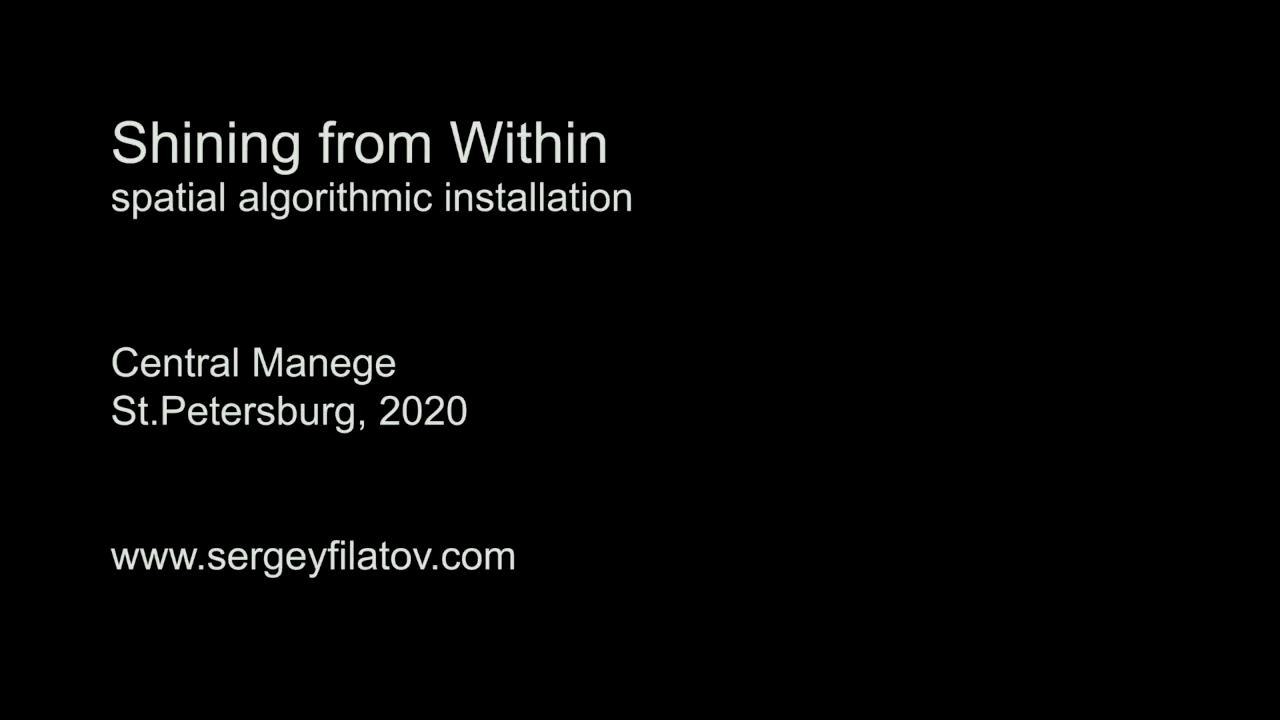 Shining from Within
spatial algorithmic installation
Central Manege
St.Petersburg, 2020
www.sergeyfilatov.com